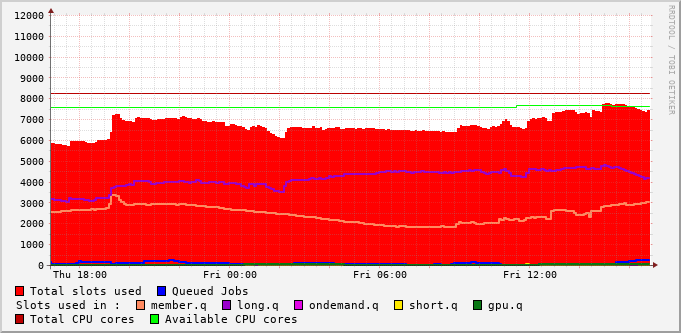 12000
11000
10000
9000
8000
7000
6000
5000
4000
3000
2000
1000
0
Thu 18:00 Fri 00:00 Fri 06:00 Fri 12:00
RRDTOOL / TOBI OETIKER
Total slots used Queued Jobs
Slots used in : member.q long.q ondemand.q short.q gpu.q
Total CPU cores Available CPU cores